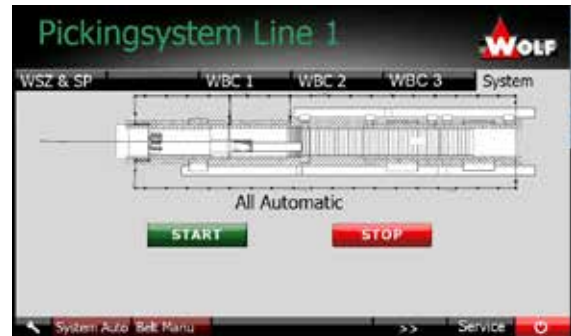 Pickingsystem Line 1
WOLF
WSZ & SP WBC 1 WBC 2 WBC 3 System
All Automatic
START STOP
System Auto Belt Manu >> Service